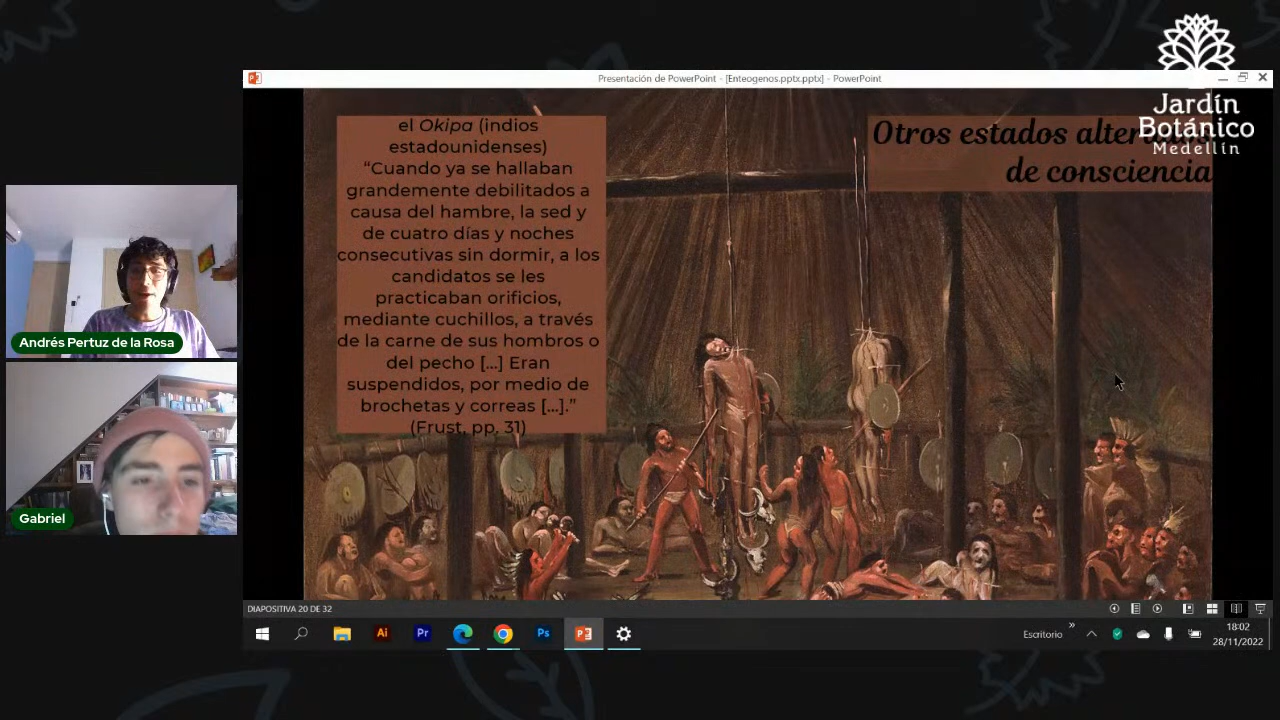 Jardín
Botánico
Medellín
Presentación de PowerPoint - [Enteogenos.pptx.pptx] - PowerPoint
el Okipa (indios
estadounidenses)
“Cuando ya se hallaban
grandemente debilitados a
causa del hambre, la sed y
de cuatro días y noches
consecutivas sin dormir, a los
candidatos se les
practicaban orificios,
mediante cuchillos, a través
de la carne de sus hombros o
del pecho [...] Eran
suspendidos, por medio de
brochetas y correas [...].”
(Frust, pp. 31)
Otros estados
de consciencia
Andrés Pertuz de la Rosa
Gabriel
DIAPOSITIVA 20 DE 32
Ai
Pr
Ps
Escritorio
18:02
28/11/2022